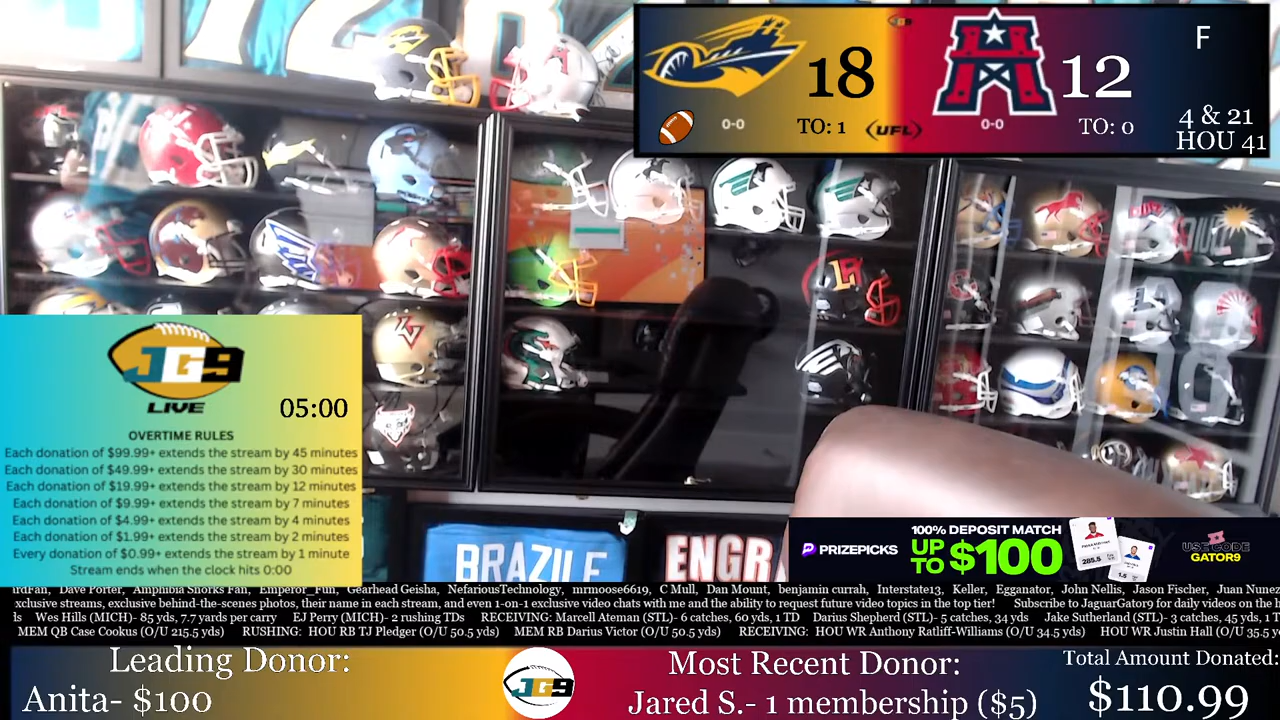 18
12
F
0-0
TO: 1
UFL
0-0
TO: 0
4 & 21
HOU 41
JG9
LIVE
05:00
OVERTIME RULES
Each donation of $99.99+ extends the stream by 45 minutes
Each donation of $49.99+ extends the stream by 30 minutes
Each donation of $19.99+ extends the stream by 12 minutes
Each donation of $9.99+ extends the stream by 7 minutes
Each donation of $4.99+ extends the stream by 4 minutes
Each donation of $1.99+ extends the stream by 2 minutes
Every donation of $0.99+ extends the stream by 1 minute
Stream ends when the clock hits 0:00
BRAZILE
ENGR
PRIZEPICKS
100% DEPOSIT MATCH
UP TO $100
USE CODE
GATOR9
rdFan, Dave Porter, Amphibia Snorks Fan, Emperor_Fun, Gearhead Geisha, NefariousTechnology, mrmoose6619, C Mull, Dan Mount, benjamin currah, Interstate13, Keller, Egganator, John Nellis, Jason Fischer, Juan Nunez
xclusive streams, exclusive behind-the-scenes photos, their name in each stream, and even 1-on-1 exclusive video chats with me and the ability to request future video topics in the top tier! Subscribe to JaguarGator9 for daily videos on the
ls Wes Hills (MICH)- 85 yds, 7.7 yards per carry EJ Perry (MICH)- 2 rushing TDs RECEIVING: Marcell Ateman (STL)- 6 catches, 60 yds, 1 TD Darius Shepherd (STL)- 5 catches, 34 yds Jake Sutherland (STL)- 3 catches, 45 yds, 1 T
MEM QB Case Cookus (O/U 215.5 yds) RUSHING: HOU RB TJ Pledger (O/U 50.5 yds) MEM RB Darius Victor (O/U 50.5 yds) RECEIVING: HOU WR Anthony Ratliff-Williams (O/U 34.5 yds) HOU WR Justin Hall (O/U 35.5 y
Leading Donor:
Anita- $100
JG9
Most Recent Donor:
Jared S.- 1 membership ($5)
Total Amount Donated:
$110.99